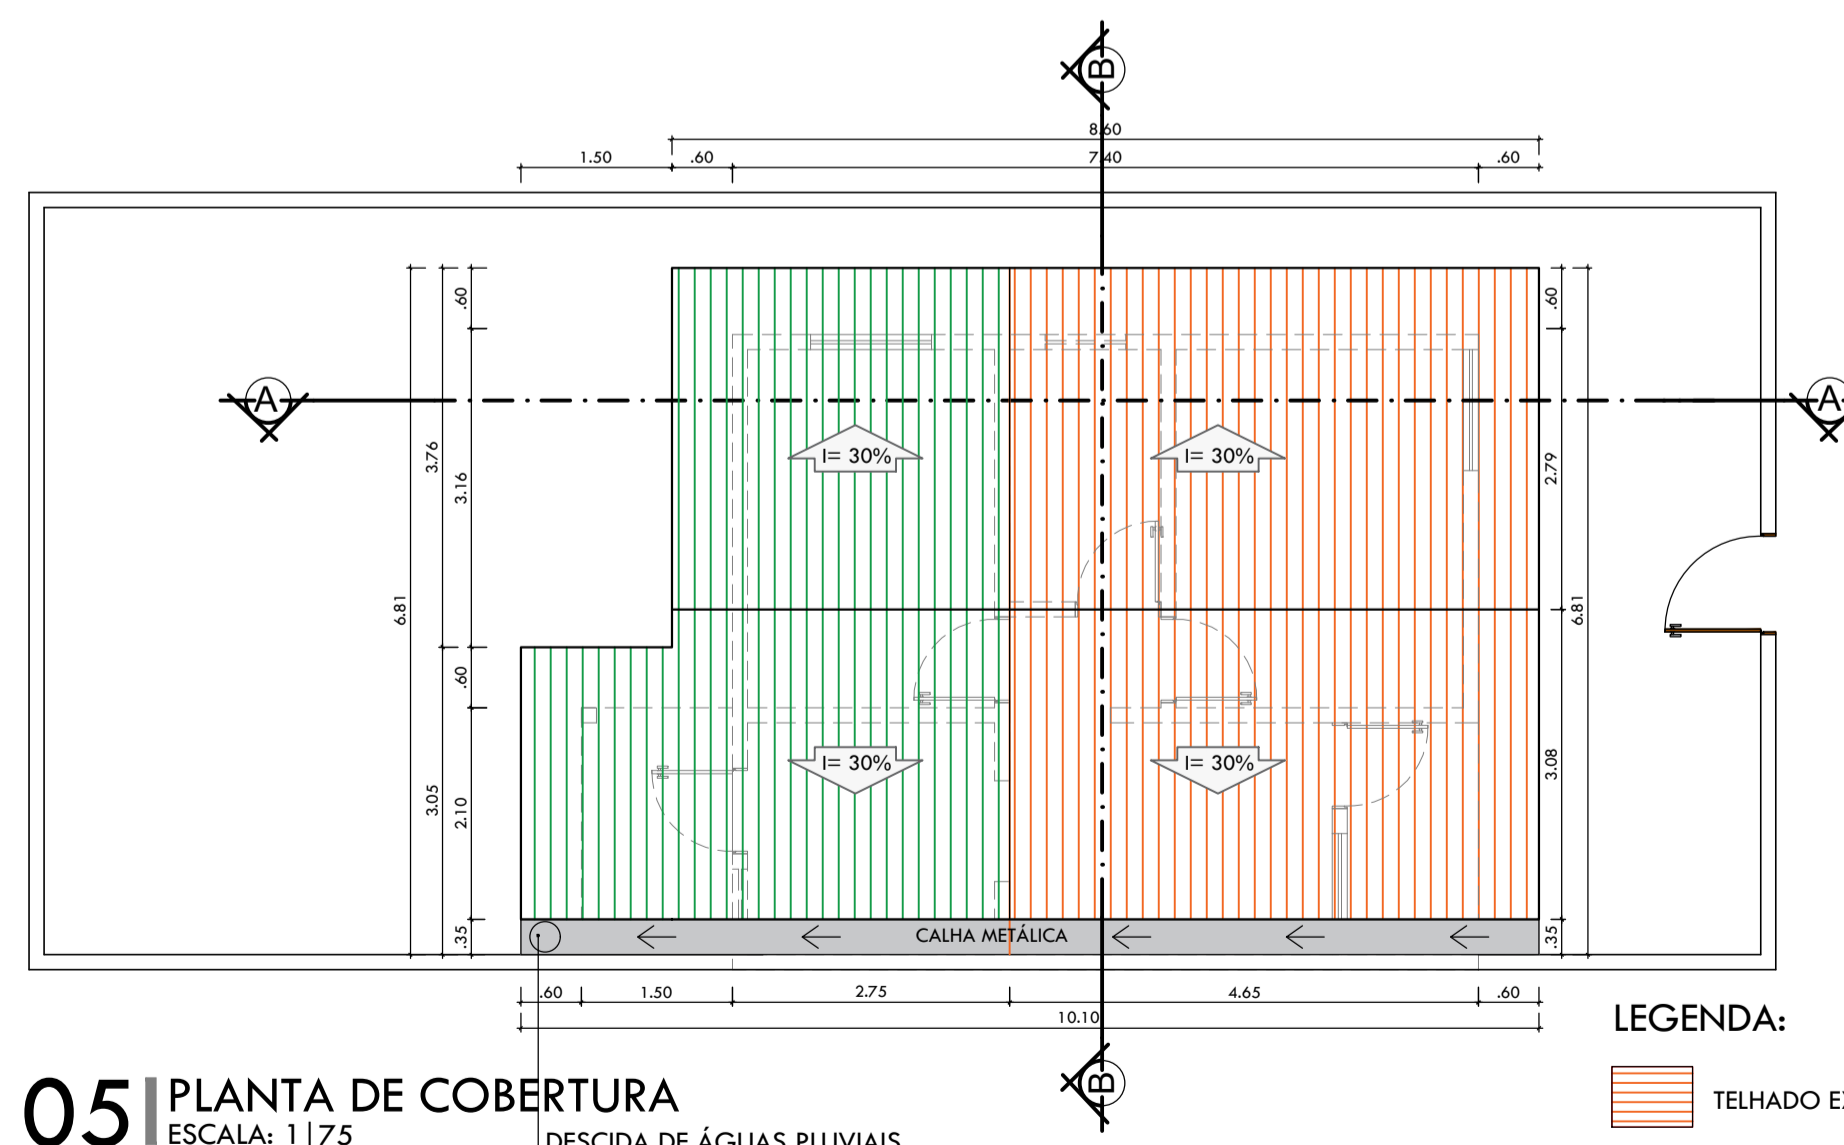 B
8.60
1.50 .60 7.40 .60
.60
.60
A
A
I= 30%
I= 30%
3.76
3.16
2.79
6.81
6.81
.60
I= 30%
I= 30%
3.05
2.10
3.08
.35
CALHA METÁLICA
.35
.60 1.50 2.75 4.65 .60
10.10
LEGENDA:
B
05 PLANTA DE COBERTURA
ESCALA: 1|75
DESCIDA DE ÁGUAS PLUVIAIS
TELHADO